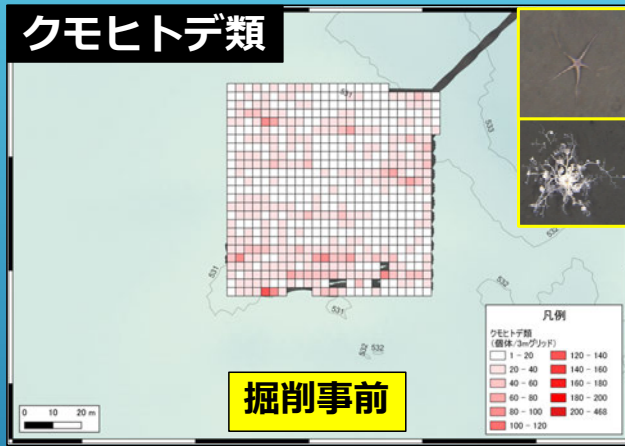 クモヒトデ類
531
533
532
531
532
531
532
532
掘削事前
0 10 20 m
凡例
クモヒトデ類
(個体/3mグリッド)
1 - 20
20 - 40
40 - 60
60 - 80
80 - 100
100 - 120
120 - 140
140 - 160
160 - 180
180 - 200
200 - 468